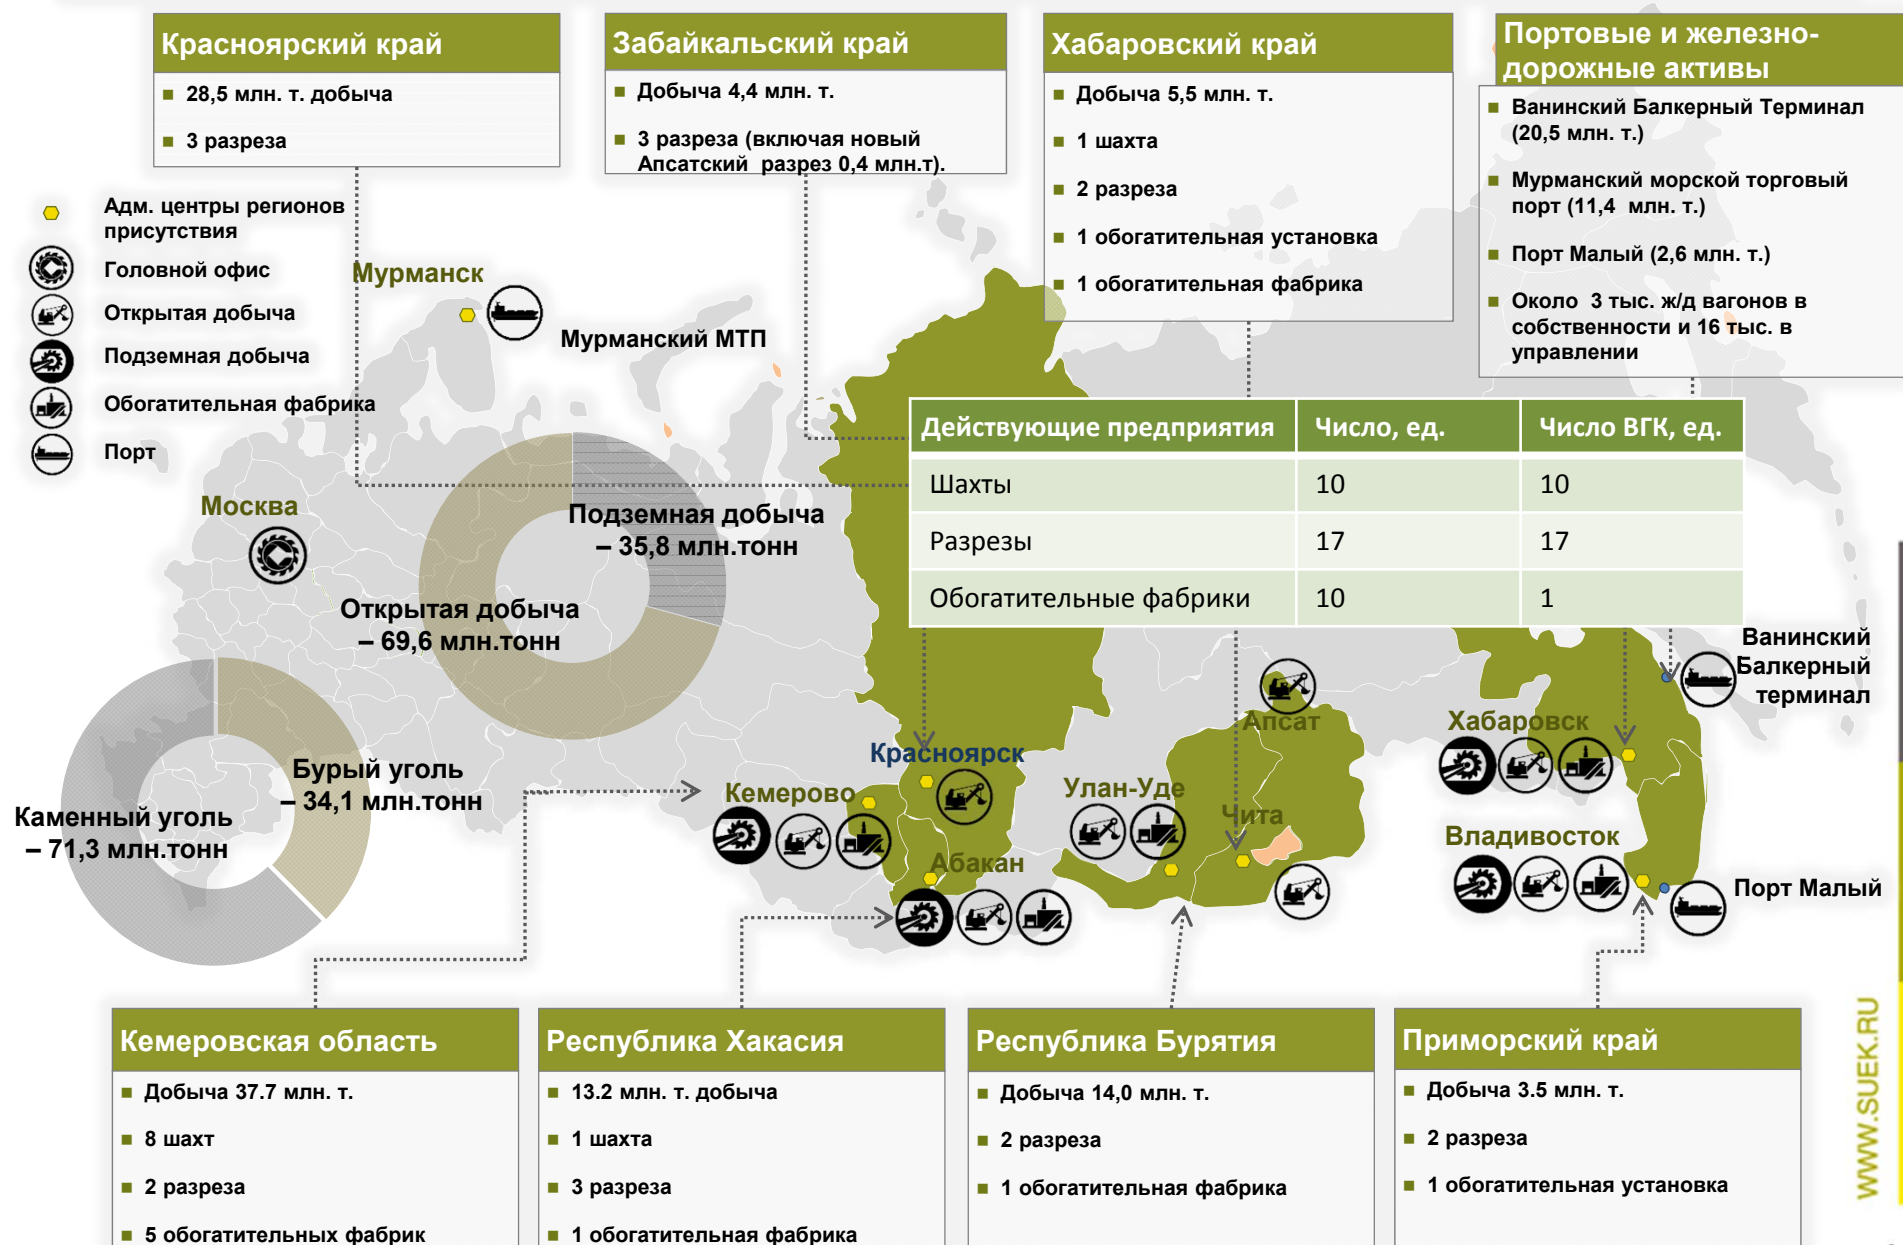 Красноярский край
28,5 млн. т. добыча
3 разреза
Забайкальский край
Добыча 4,4 млн. т.
3 разреза (включая новый
Апсатский разрез 0,4 млн.т).
Хабаровский край
Добыча 5,5 млн. т.
1 шахта
2 разреза
1 обогатительная установка
1 обогатительная фабрика
Портовые и железно-
дорожные активы
Ванинский Балкерный Терминал
(20,5 млн. т.)
Мурманский морской торговый
порт (11,4 млн. т.)
Порт Малый (2,6 млн. т.)
Около 3 тыс. ж/д вагонов в
собственности и 16 тыс. в
управлении
Адм. центры регионов
присутствия
Головной офис
Открытая добыча
Подземная добыча
Обогатительная фабрика
Порт
Мурманск
Мурманский МТП
Москва
Подземная добыча
– 35,8 млн.тонн
Открытая добыча
– 69,6 млн.тонн
Бурый уголь
– 34,1 млн.тонн
Каменный уголь
– 71,3 млн.тонн
Действующие предприятия Число, ед. Число ВГК, ед.
Шахты 10 10
Разрезы 17 17
Обогатительные фабрики 10 1
Ванинский
Балкерный
терминал
Апсат
Хабаровск
Красноярск
Кемерово
Улан-Уде
Чита
Абакан
Владивосток
Порт Малый
Кемеровская область
Добыча 37.7 млн. т.
8 шахт
2 разреза
5 обогатительных фабрик
Республика Хакасия
13.2 млн. т. добыча
1 шахта
3 разреза
1 обогатительная фабрика
Республика Бурятия
Добыча 14,0 млн. т.
2 разреза
1 обогатительная фабрика
Приморский край
Добыча 3.5 млн. т.
2 разреза
1 обогатительная установка
WWW.SUEK.RU